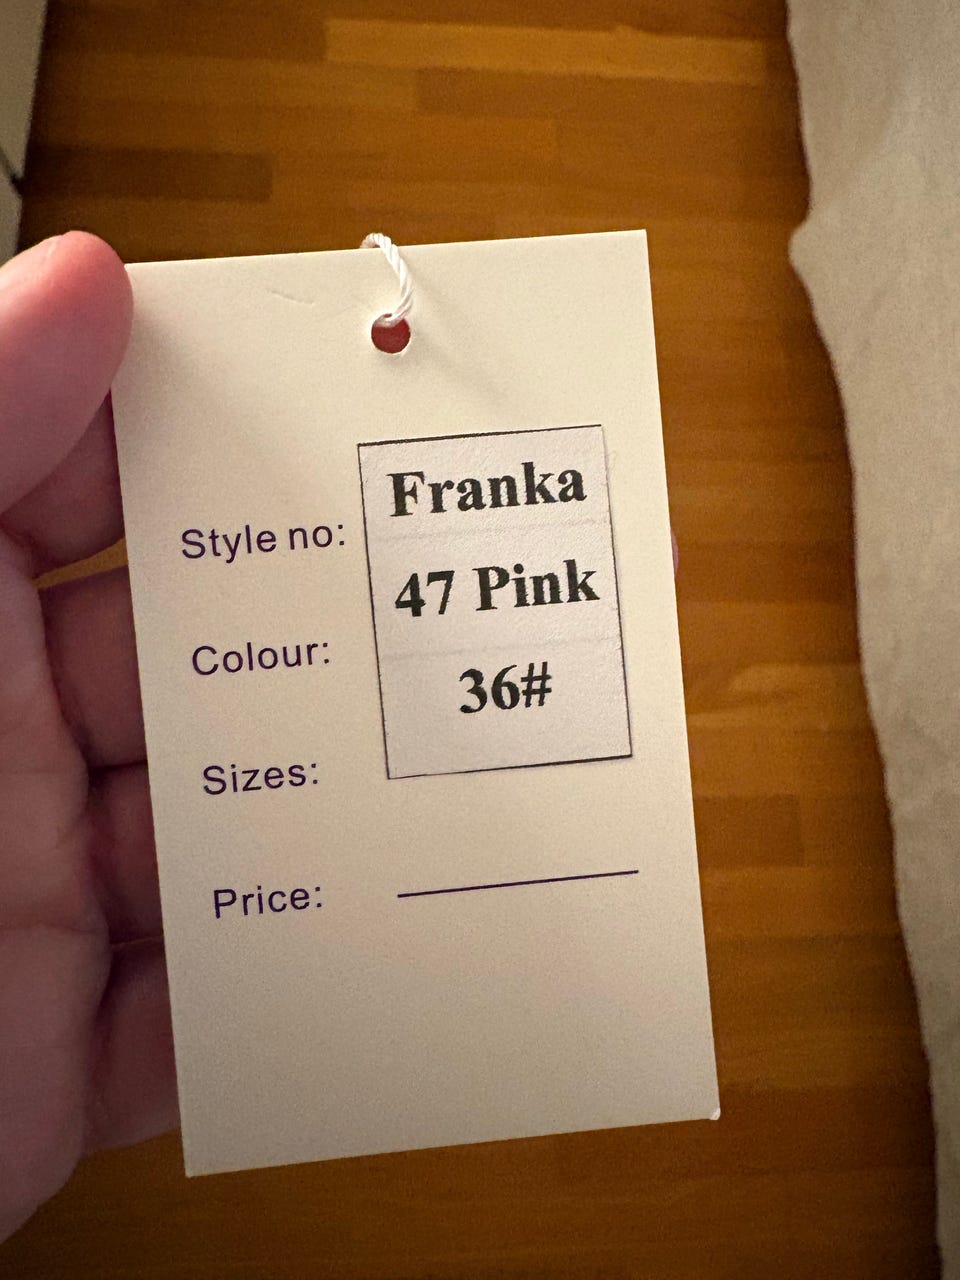 Style no: Franka
Colour: 47 Pink
Sizes: 36#
Price: